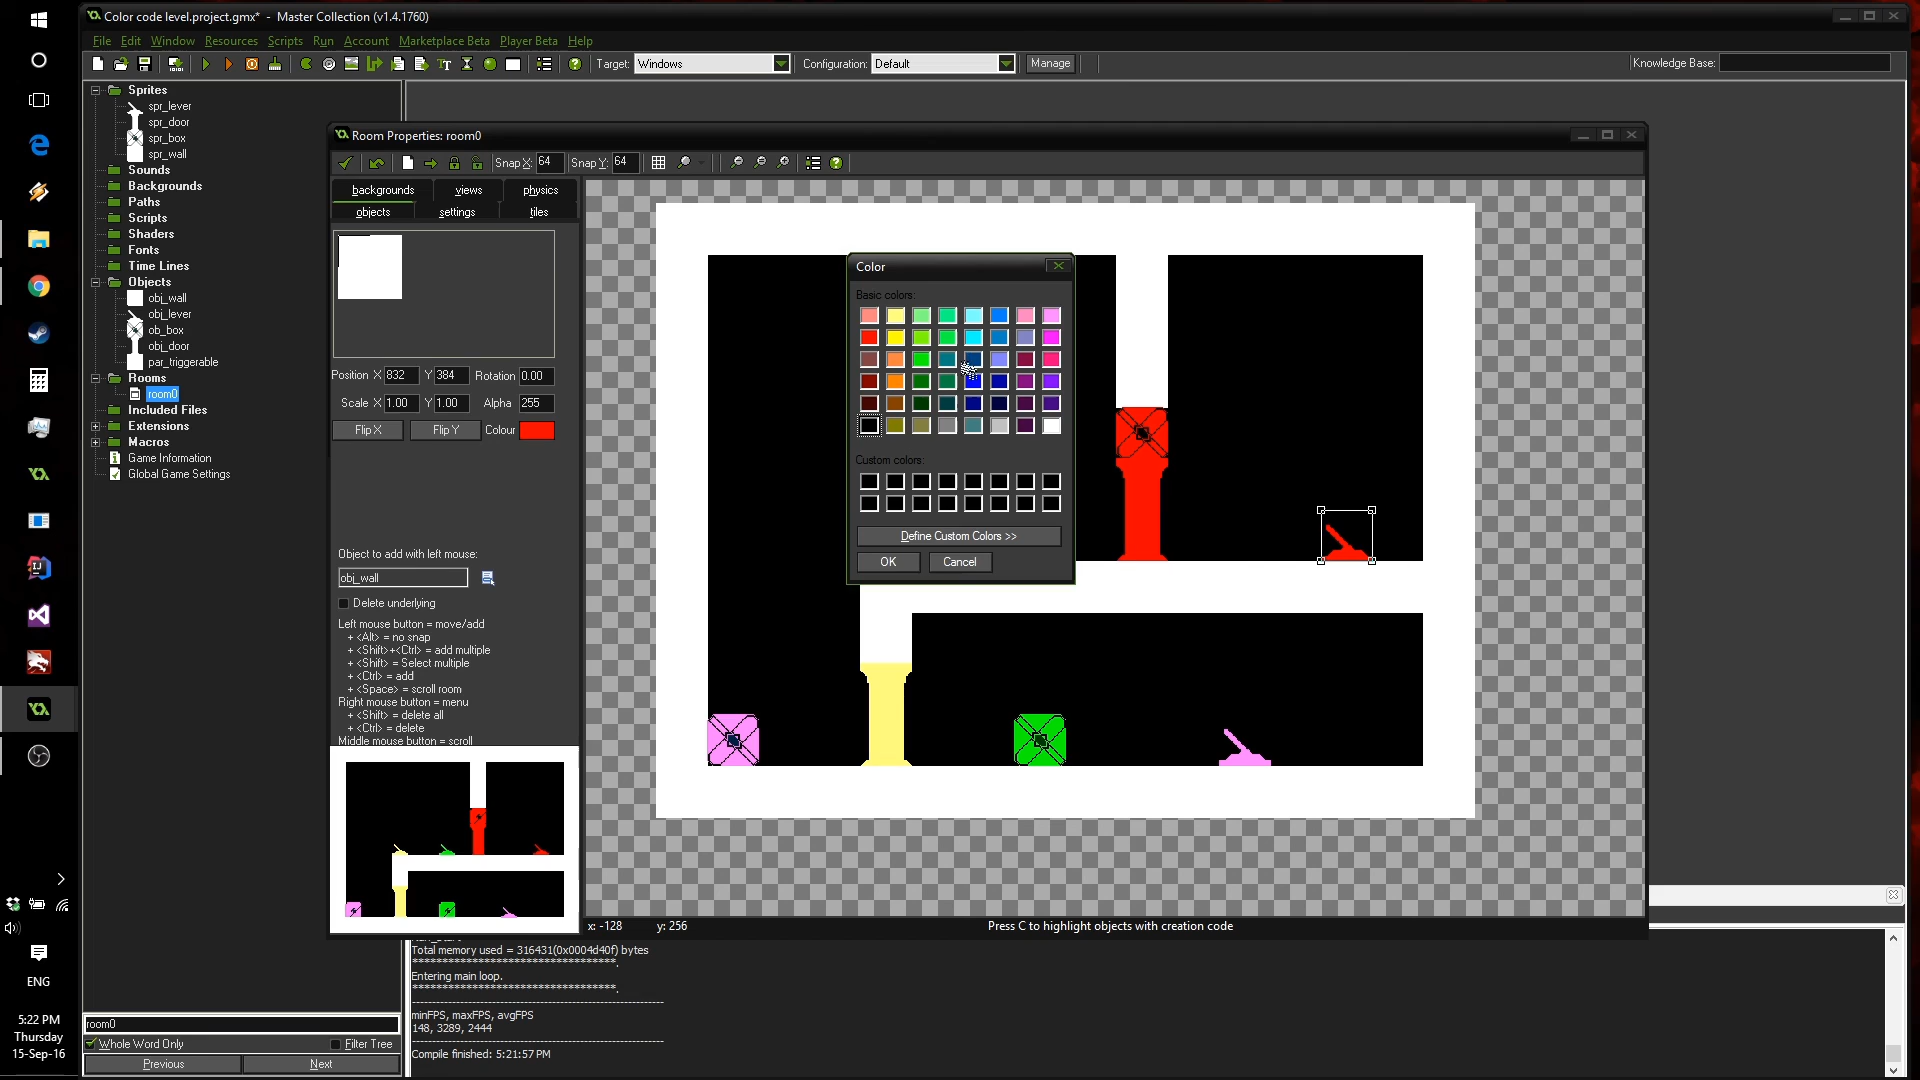 Color code level.project.gmx* - Master Collection (v1.4.1760)
File Edit Window Resources Scripts Run Account Marketplace Beta Player Beta Help
Target: Windows Configuration: Default Manage Knowledge Base:
Sprites
spr_lever
spr_door
spr_box
spr_wall
Sounds
Backgrounds
Paths
Scripts
Shaders
Fonts
Time Lines
Objects
obj_wall
obj_lever
ob_box
obj_door
par_triggerable
Rooms
room0
Included Files
Extensions
Macros
Game Information
Global Game Settings
Room Properties: room0
Snap X: 64 Snap Y: 64
backgrounds views physics
objects settings tiles
Position X 832 Y 384 Rotation 0.00
Scale X 1.00 Y 1.00 Alpha 255
Flip X Flip Y Colour
Object to add with left mouse:
obj_wall
Delete underlying
Left mouse button = move/add
+ <Alt> = no snap
+ <Shift>+<Ctrl> = add multiple
+ <Shift> = Select multiple
+ <Ctrl> = add
+ <Space> = scroll room
Right mouse button = menu
+ <Shift> = delete all
+ <Ctrl> = delete
Middle mouse button = scroll
Color
Basic colors:
Custom colors:
Define Custom Colors >>
OK Cancel
x: -128 y: 256 Press C to highlight objects with creation code
Total memory used = 316431(0x0004d40f) bytes
Entering main loop.
minFPS, maxFPS, avgFPS
148, 3289, 2444
Compile finished: 5:21:57 PM
room0
Whole Word Only Filter Tree
Previous Next
ENG
5:22 PM
Thursday
15-Sep-16